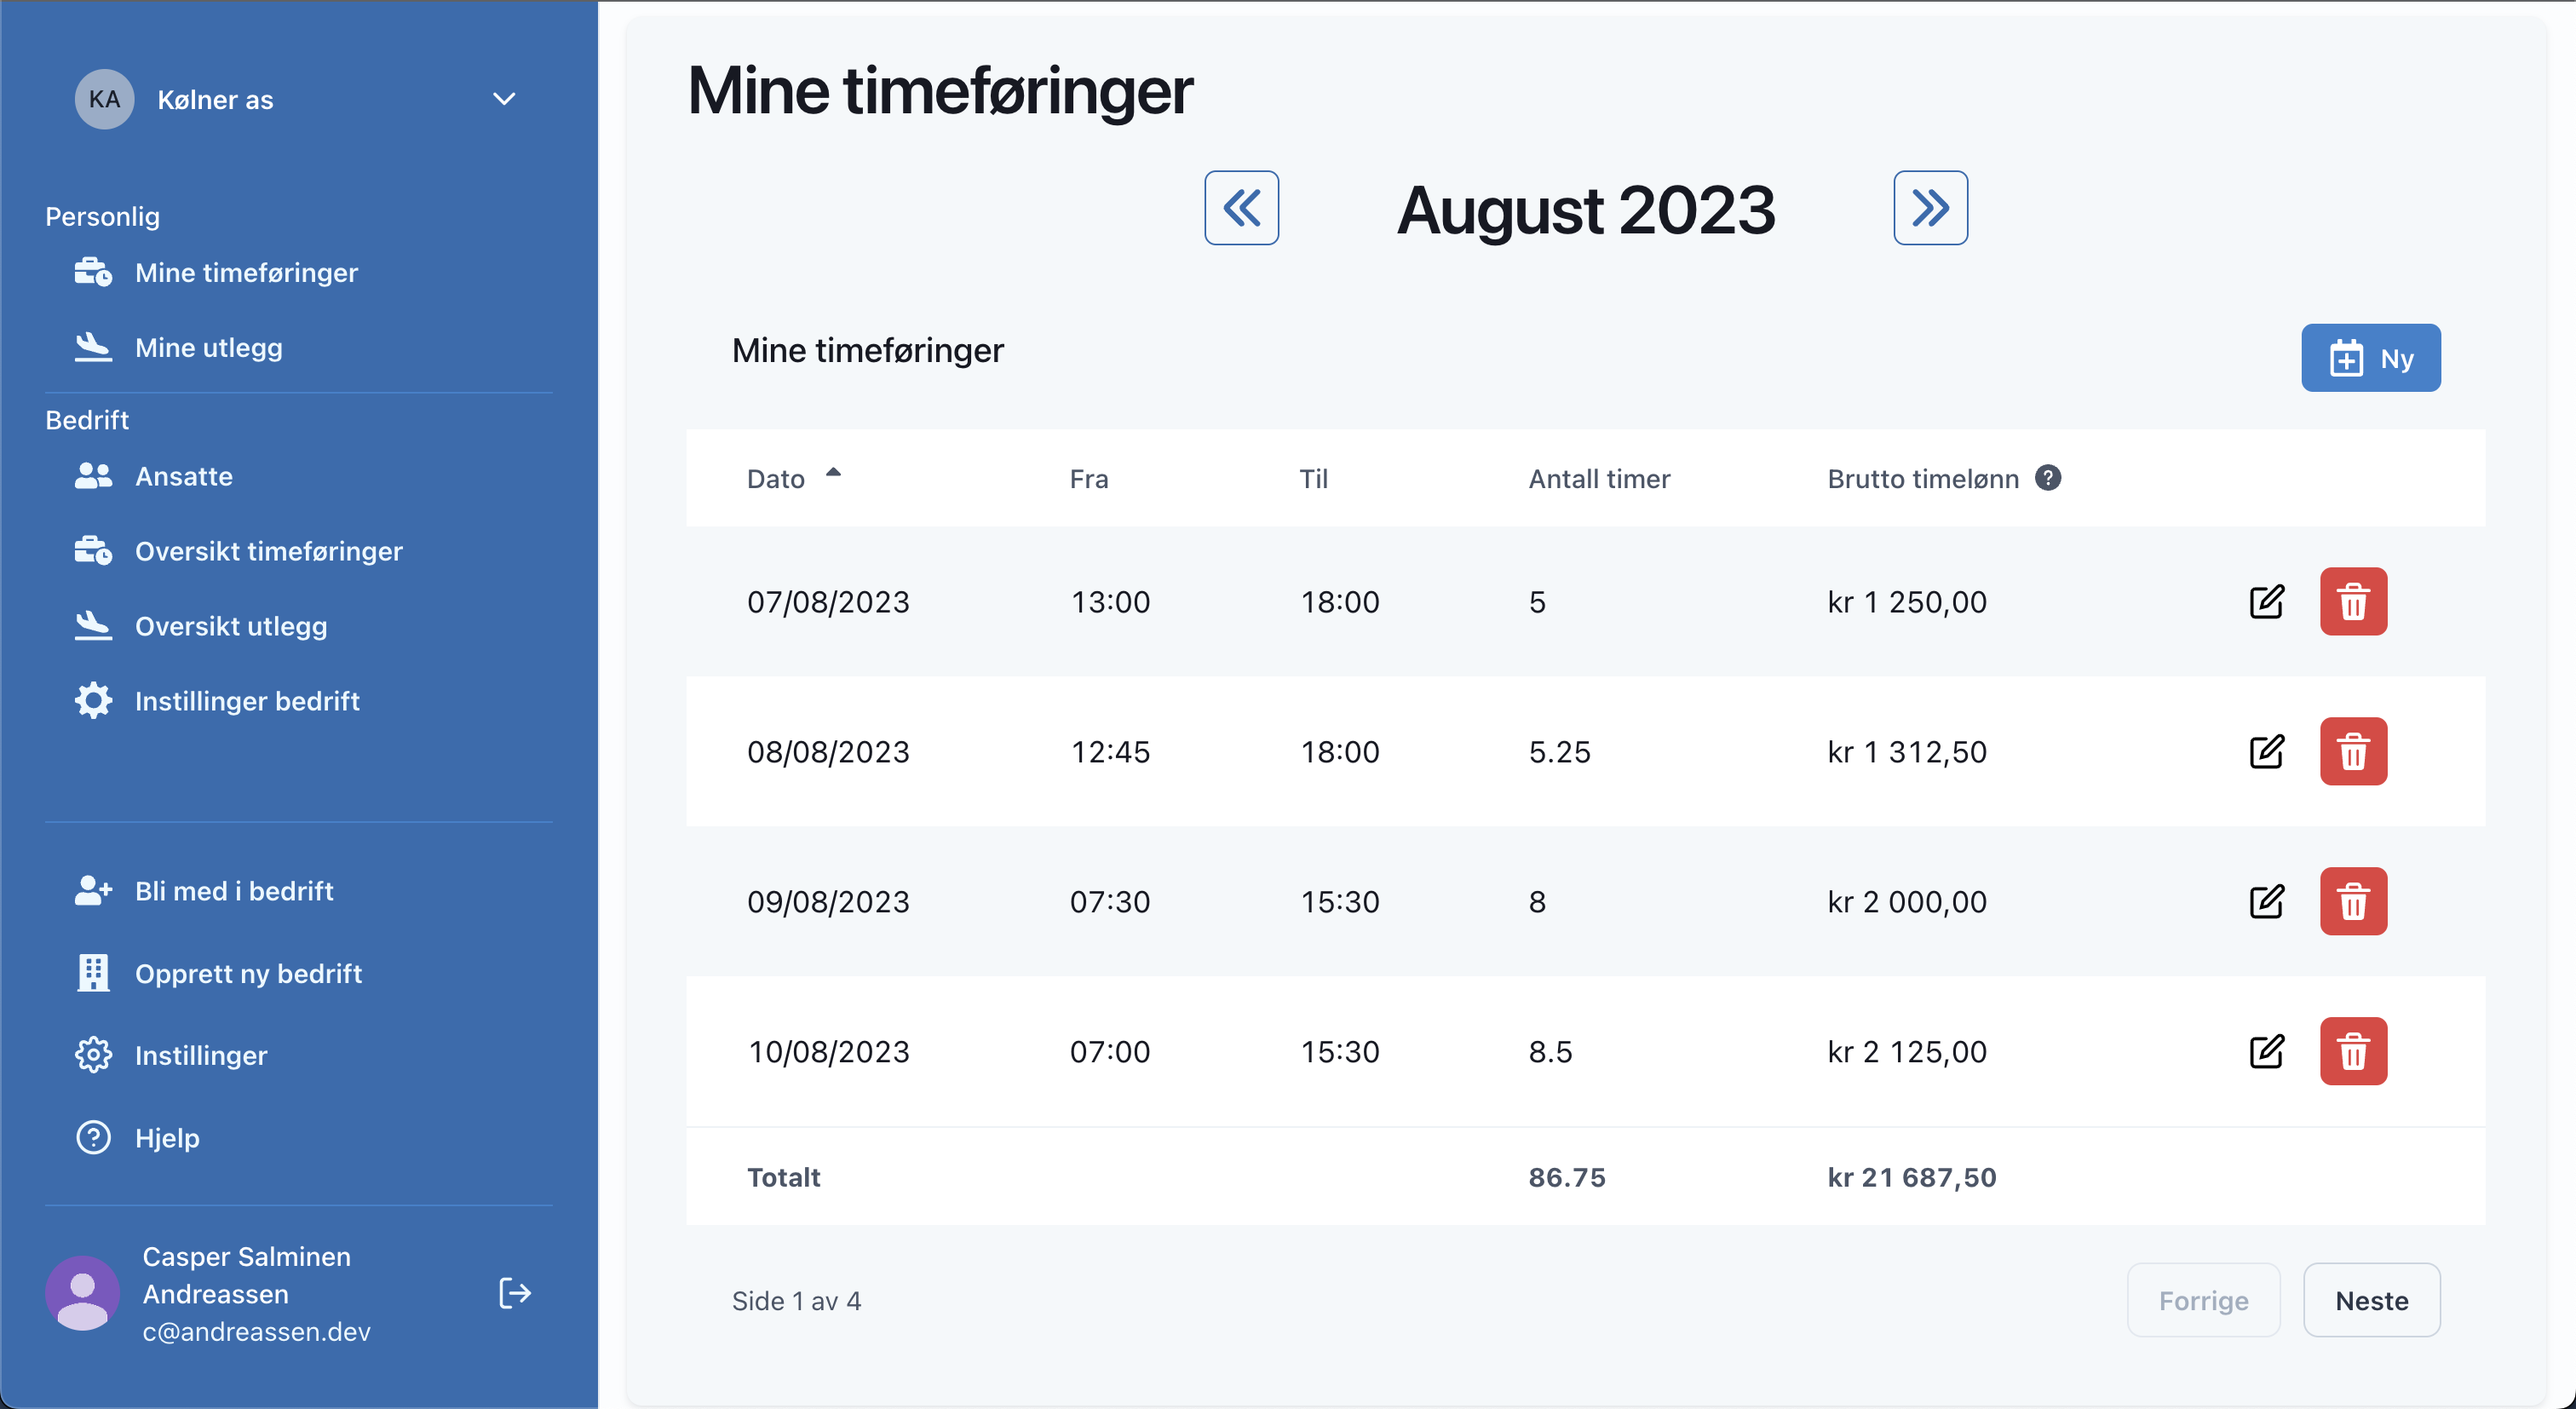 KA Kølner as
Personlig
Mine timeføringer
Mine utlegg
Bedrift
Ansatte
Oversikt timeføringer
Oversikt utlegg
Instillinger bedrift
Bli med i bedrift
Opprett ny bedrift
Instillinger
Hjelp
Casper Salminen
Andreassen
c@andreassen.dev
Mine timeføringer
August 2023
Mine timeføringer
Ny
Dato Fra Til Antall timer Brutto timelønn ?
07/08/2023 13:00 18:00 5 kr 1 250,00
08/08/2023 12:45 18:00 5.25 kr 1 312,50
09/08/2023 07:30 15:30 8 kr 2 000,00
10/08/2023 07:00 15:30 8.5 kr 2 125,00
Totalt 86.75 kr 21 687,50
Side 1 av 4 Forrige Neste